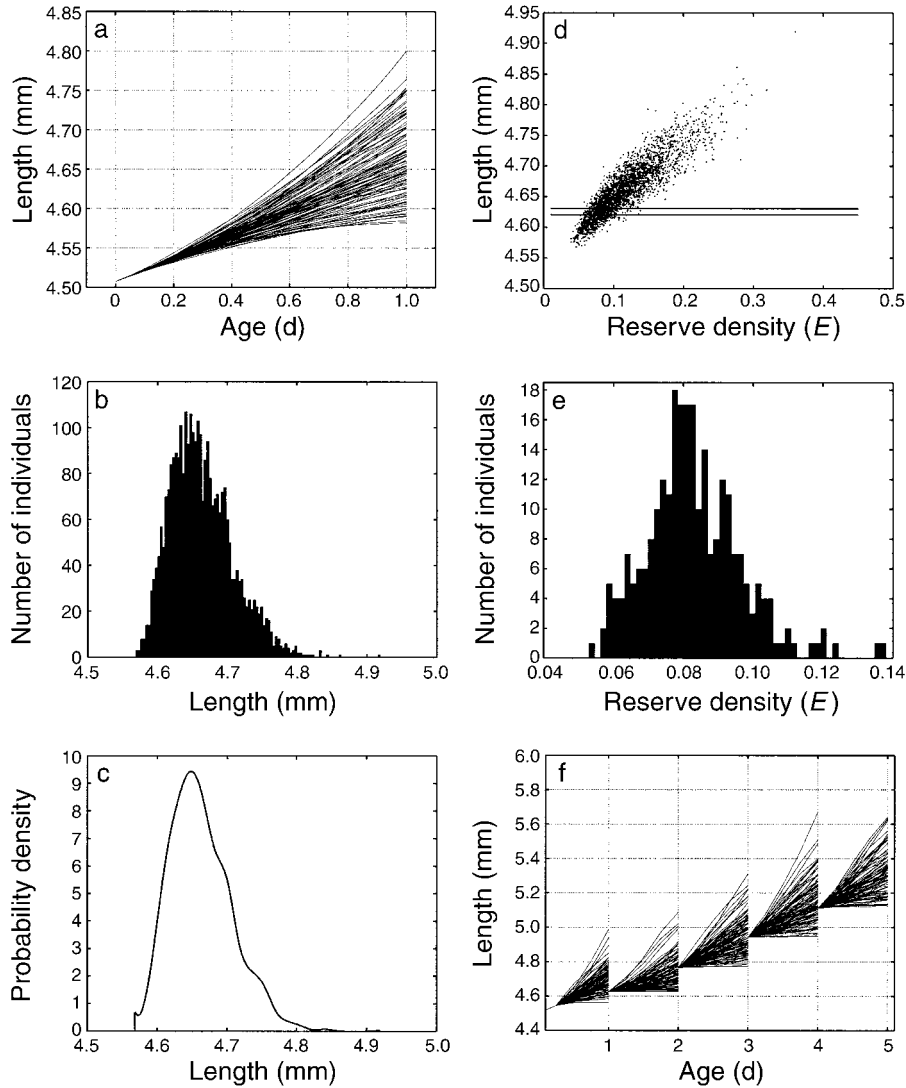 a
4.85
4.80
4.75
4.70
4.65
4.60
4.55
4.50
Length (mm)
0 0.2 0.4 0.6 0.8 1.0
Age (d)
d
4.95
4.90
4.85
4.80
4.75
4.70
4.65
4.60
4.55
4.50
Length (mm)
0 0.1 0.2 0.3 0.4 0.5
Reserve density (E)
b
120
100
80
60
40
20
0
Number of individuals
4.5 4.6 4.7 4.8 4.9 5.0
Length (mm)
e
18
16
14
12
10
8
6
4
2
0
Number of individuals
0.04 0.06 0.08 0.10 0.12 0.14
Reserve density (E)
c
10
9
8
7
6
5
4
3
2
1
0
Probability density
4.5 4.6 4.7 4.8 4.9 5.0
Length (mm)
f
6.0
5.8
5.6
5.4
5.2
5.0
4.8
4.6
4.4
Length (mm)
1 2 3 4 5
Age (d)